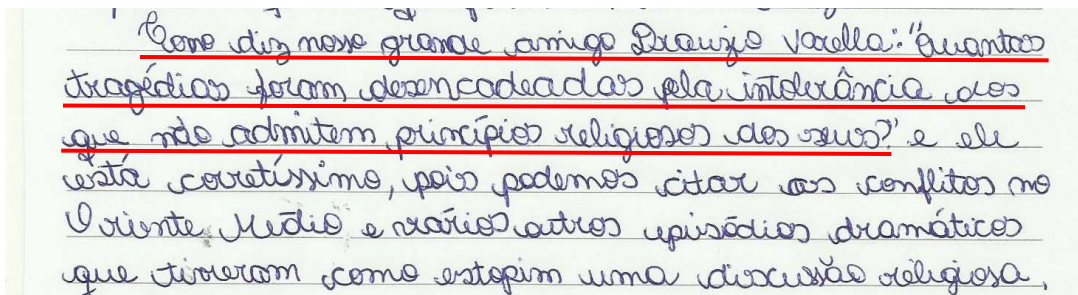 Como diz nosso grande amigo Drauzio Varella: "Quantas
tragédias foram desencadeadas pela intolerância dos
que não admitem princípios religiosos dos seus?" e ele
está corretíssimo, pois podemos citar os conflitos no
Oriente Médio e vários outros episódios dramáticos
que tiveram como estopim uma discussão religiosa.